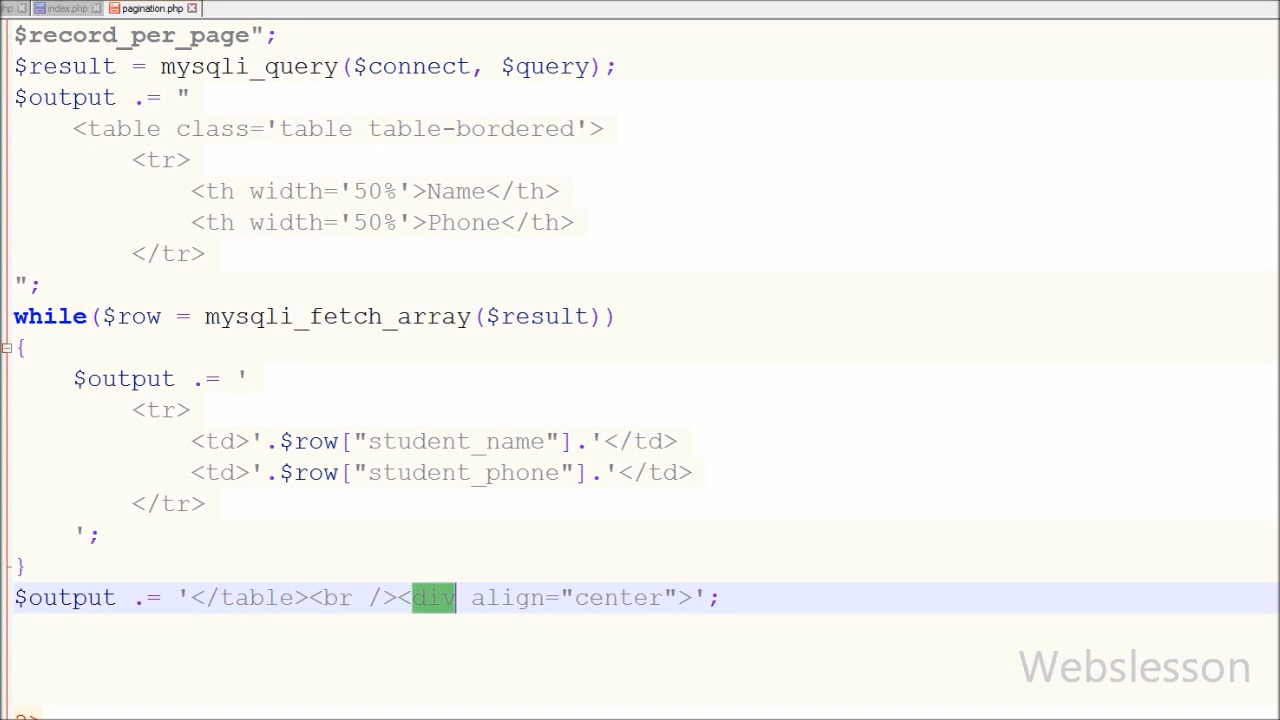 index.php pagination.php
$record_per_page";
$result = mysqli_query($connect, $query);
$output .= "
<table class='table table-bordered'>
<tr>
<th width='50%'>Name</th>
<th width='50%'>Phone</th>
</tr>
";
while($row = mysqli_fetch_array($result))
{
$output .= '
<tr>
<td>'.$row["student_name"].'</td>
<td>'.$row["student_phone"].'</td>
</tr>
';
}
$output .= '</table><br /><div align="center">';
Webslesson